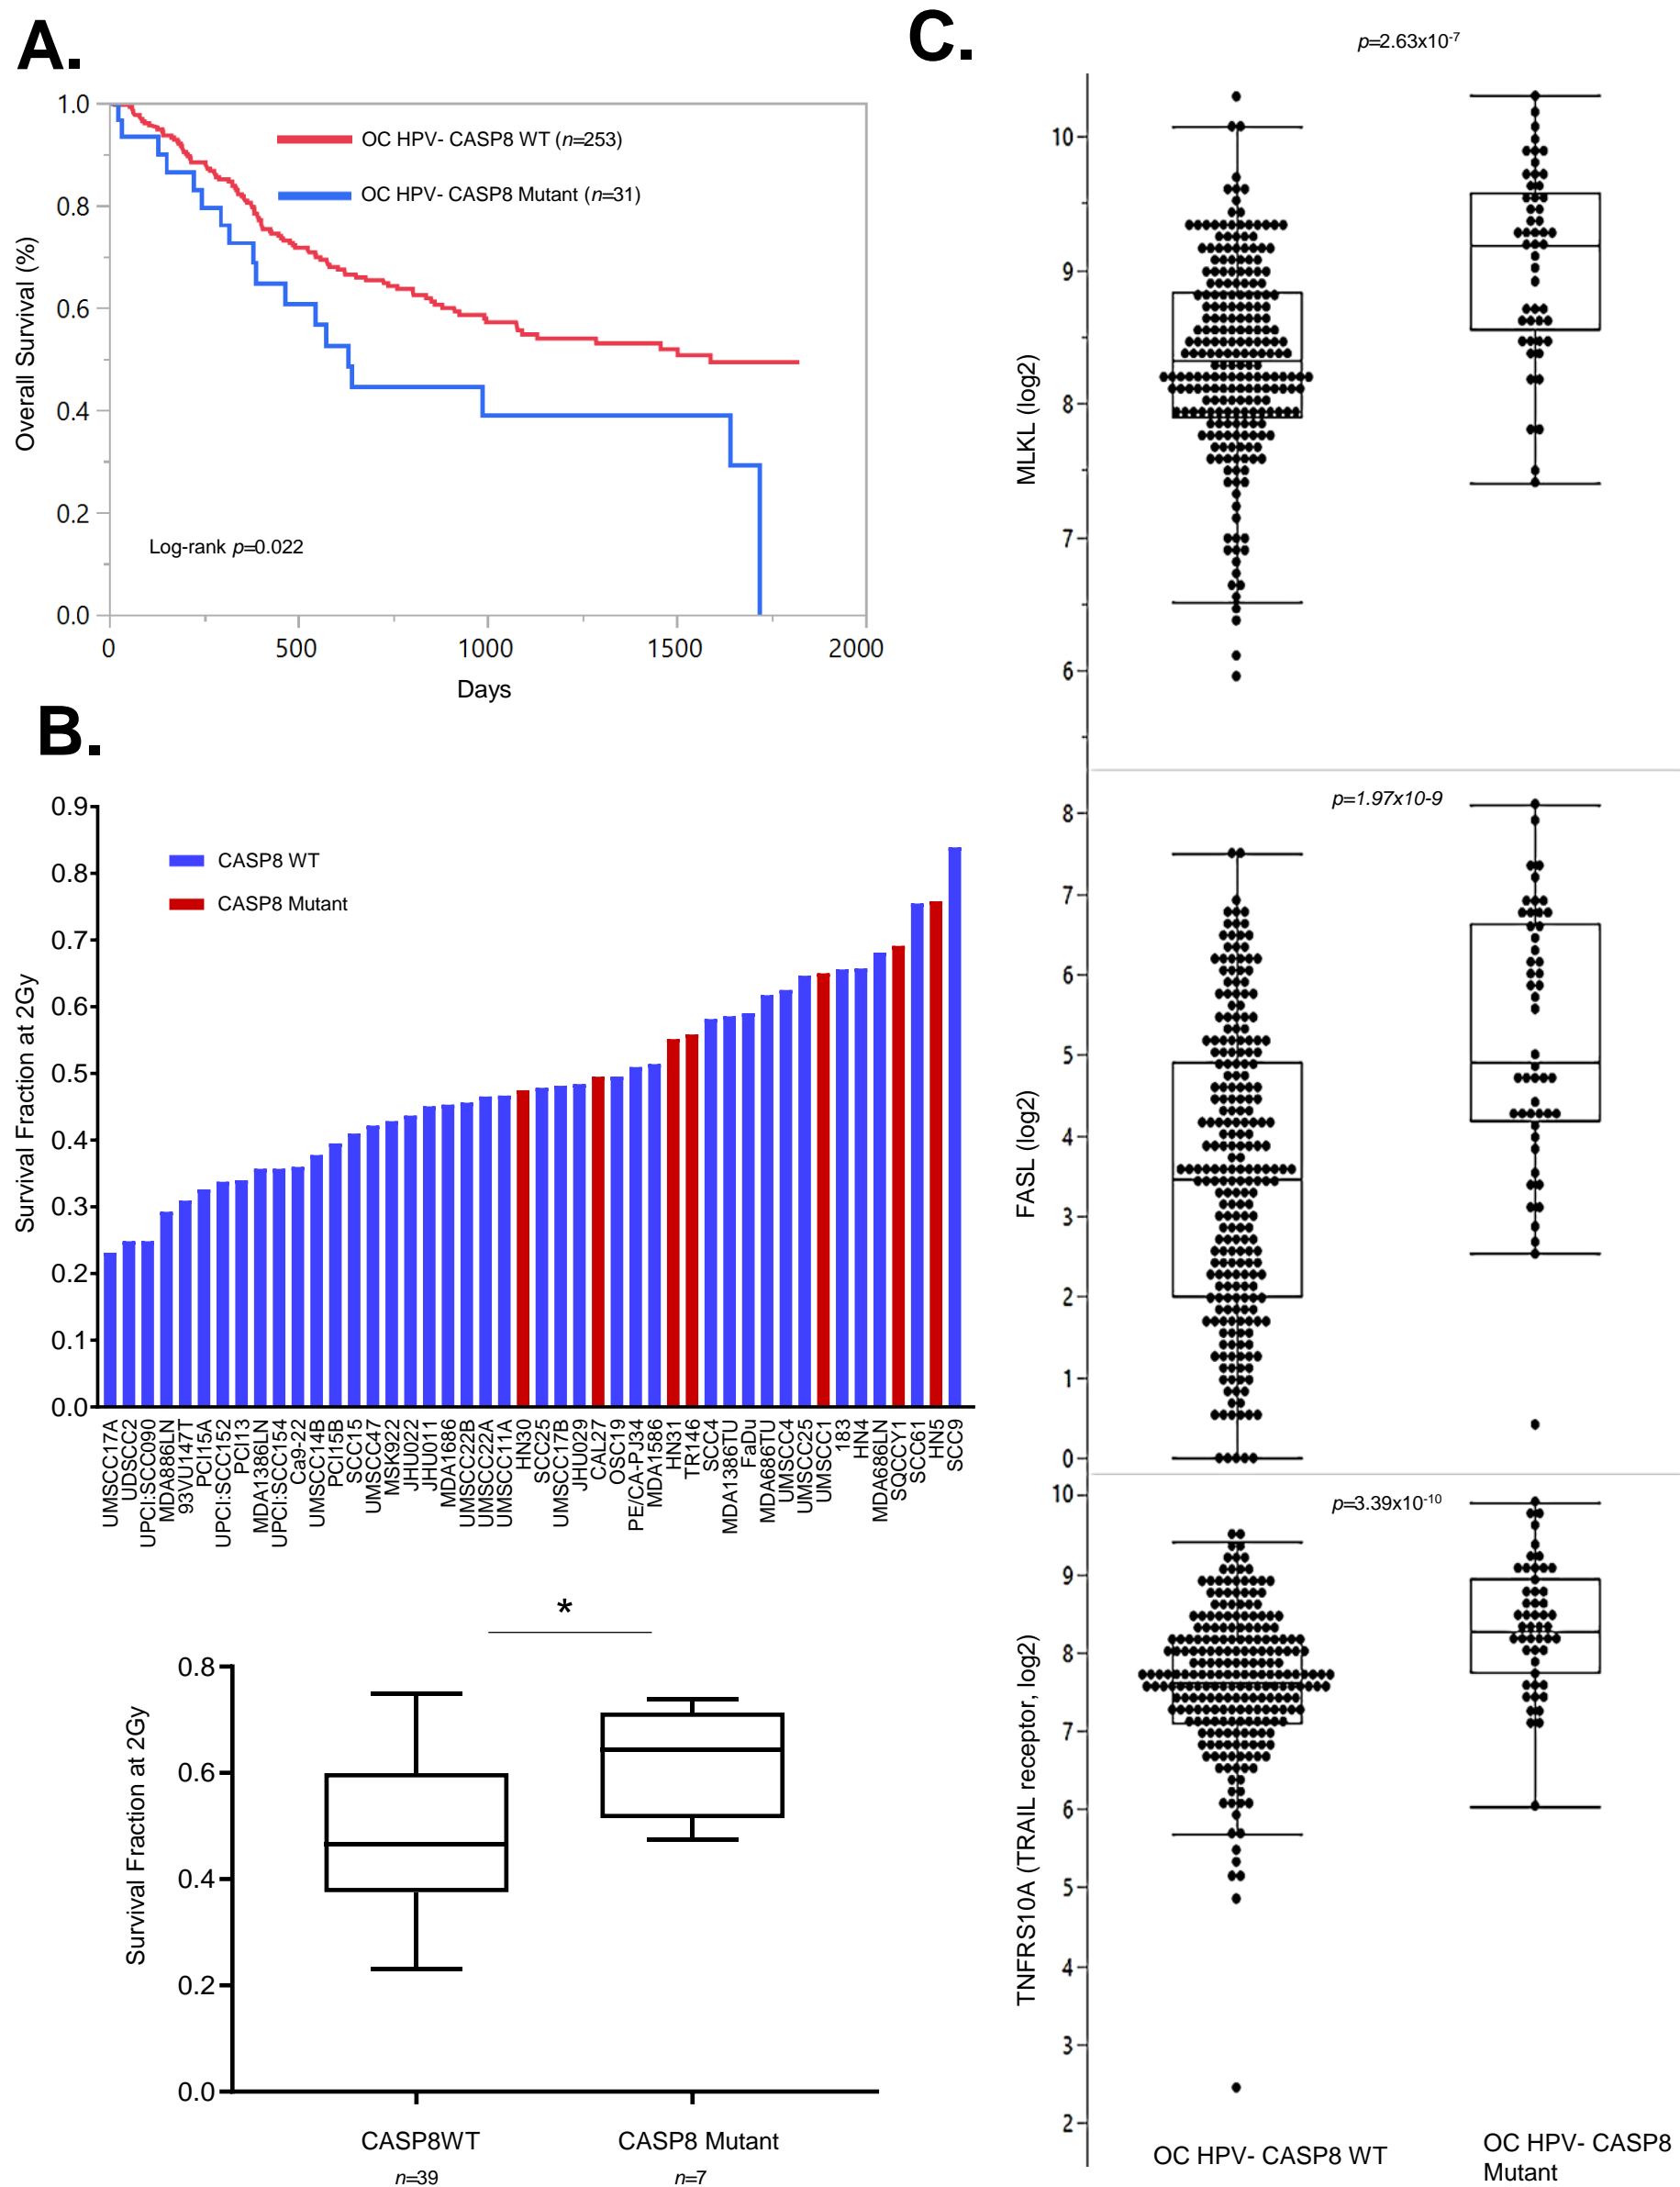 A.
1.0
0.8
0.6
0.4
0.2
0.0
Overall Survival (%)
OC HPV- CASP8 WT (n=253)
OC HPV- CASP8 Mutant (n=31)
Log-rank p=0.022
0 500 1000 1500 2000
Days
B.
0.9
0.8
0.7
0.6
0.5
0.4
0.3
0.2
0.1
0.0
Survival Fraction at 2Gy
CASP8 WT
CASP8 Mutant
UMSCC17A
UDSCC2
UPCI:SCC090
MDA886LN
93VU147T
PCI15A
UPCI:SCC152
PCI13
MDA1386LN
UPCI:SCC154
Ca9-22
UMSCC14B
PCI15B
SCC15
UMSCC47
MSK922
JHU022
JHU011
MDA1686
UMSCC22B
UMSCC22A
UMSCC11A
HN30
SCC25
UMSCC17B
JHU029
CAL27
OSC19
PE/CA-PJ34
MDA1586
HN31
TR146
SCC4
MDA1386TU
FaDu
MDA686TU
UMSCC4
UMSCC25
UMSCC1
183
HN4
MDA686LN
SQCCY1
SCC61
HN5
SCC9
*
0.8
0.6
0.4
0.2
0.0
Survival Fraction at 2Gy
CASP8WT
n=39
CASP8 Mutant
n=7
C.
p=2.63x10-7
10
9
8
7
6
MLKL (log2)
p=1.97x10-9
8
7
6
5
4
3
2
1
0
FASL (log2)
p=3.39x10-10
10
9
8
7
6
5
4
3
2
TNFRS10A (TRAIL receptor, log2)
OC HPV- CASP8 WT
OC HPV- CASP8
Mutant